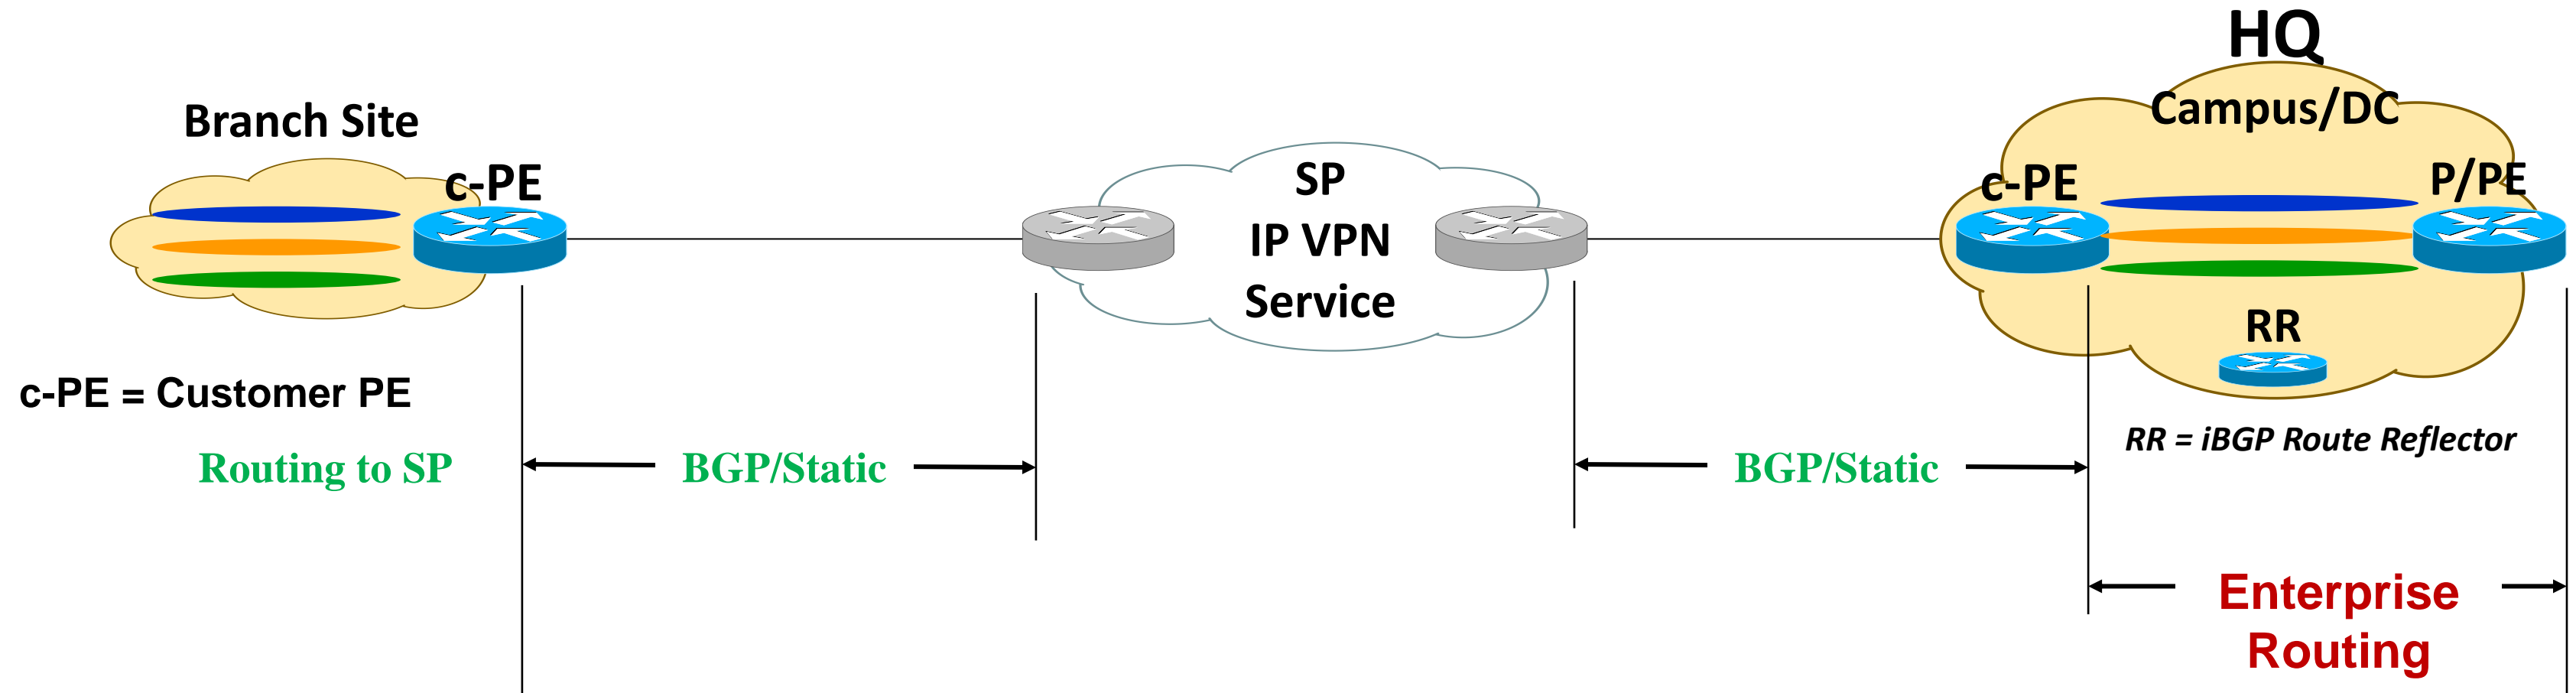 HQ
Campus/DC
Branch Site
c-PE
SP
IP VPN
Service
c-PE
P/PE
RR
c-PE = Customer PE
RR = iBGP Route Reflector
Routing to SP
BGP/Static
BGP/Static
Enterprise
Routing